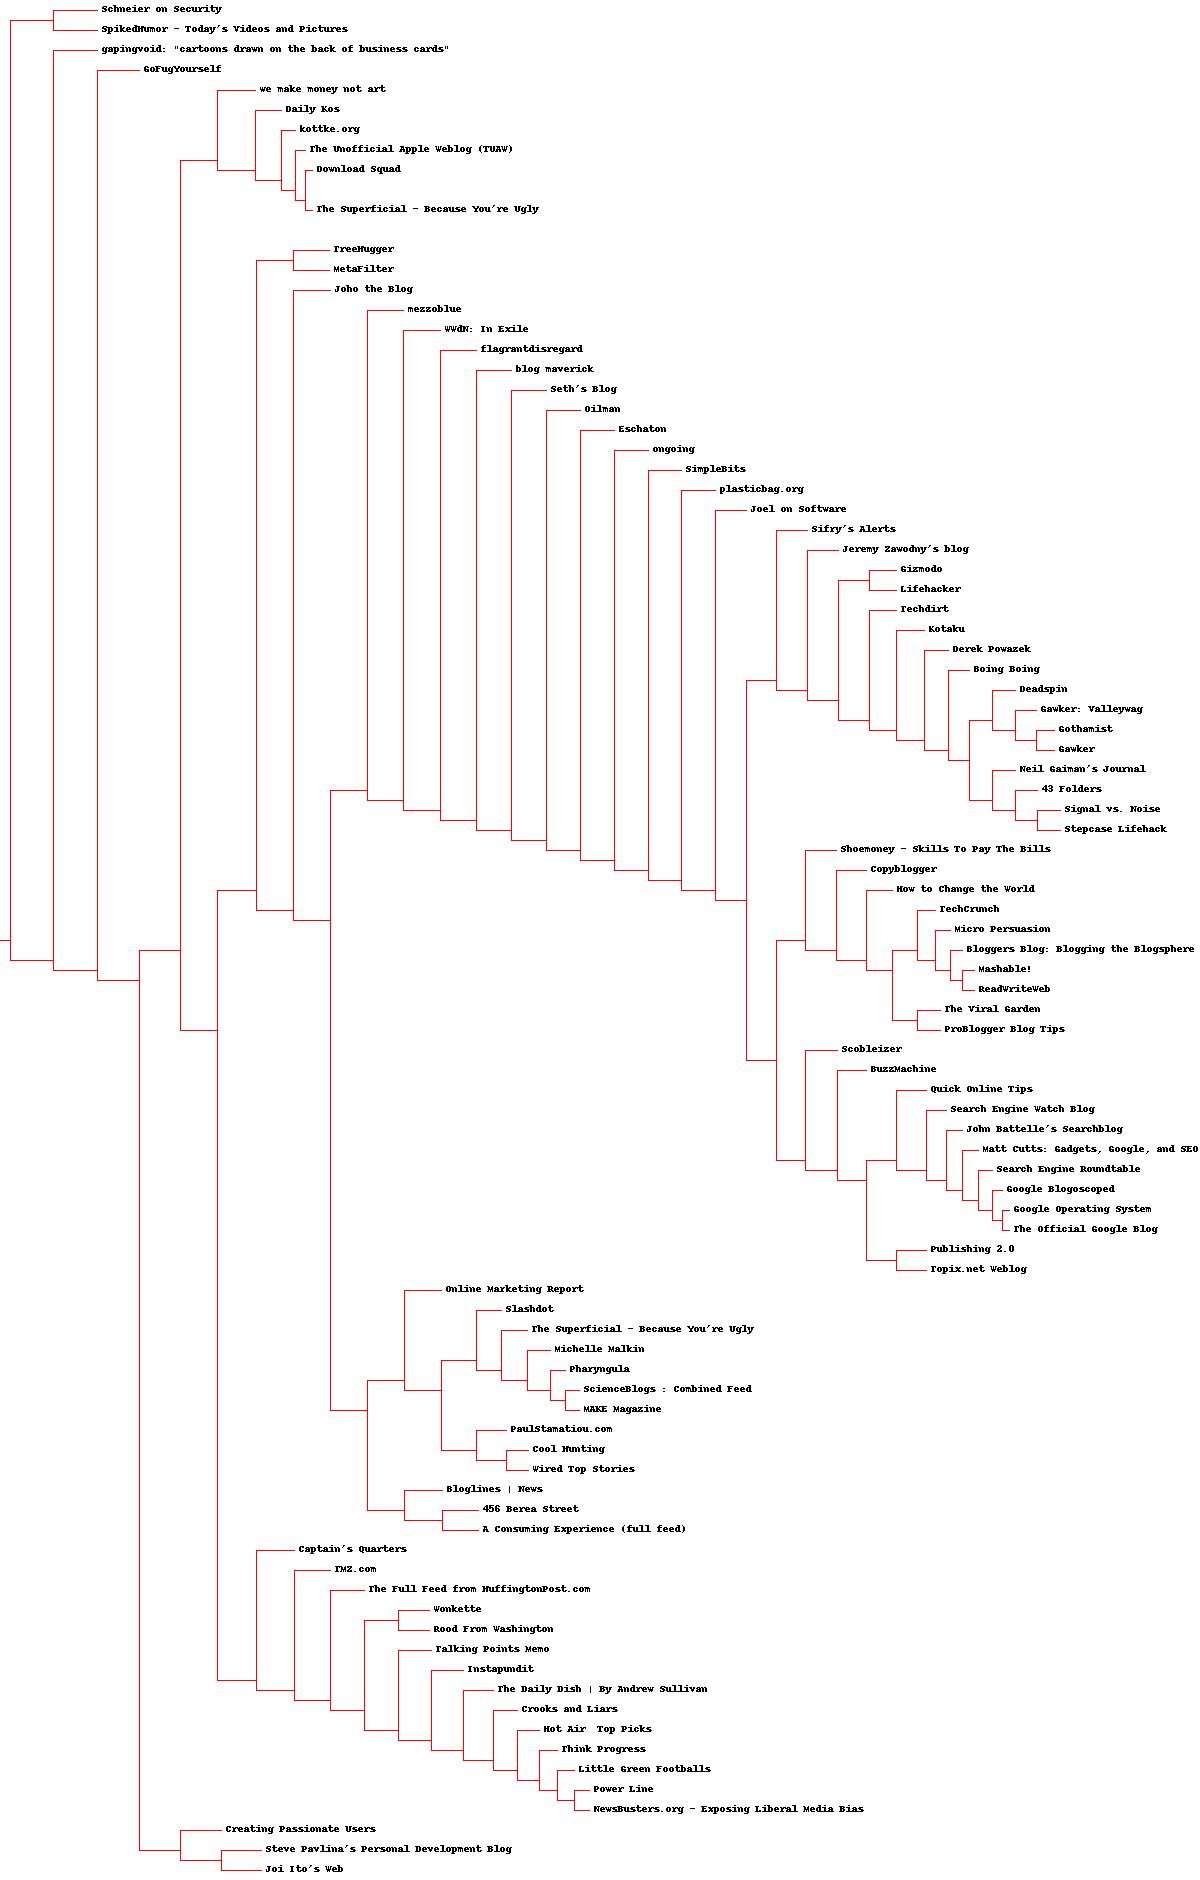 Schneier on Security
SpikedHumor - Today's Videos and Pictures
gapingvoid: "cartoons drawn on the back of business cards"
GoFugYourself
we make money not art
Daily Kos
kottke.org
The Unofficial Apple Weblog (TUAW)
Download Squad
The Superficial - Because You're Ugly
TreeHugger
MetaFilter
Joho the Blog
mezzoblue
WWdN: In Exile
flagrantdisregard
blog maverick
Seth's Blog
Oilman
Eschaton
ongoing
SimpleBits
plasticbag.org
Joel on Software
Sifry's Alerts
Jeremy Zawodny's blog
Gizmodo
Lifehacker
Techdirt
Kotaku
Derek Powazek
Boing Boing
Deadspin
Gawker: Valleywag
Gothamist
Gawker
Neil Gaiman's Journal
43 Folders
Signal vs. Noise
Stepcase Lifehack
Shoemoney - Skills To Pay The Bills
Copyblogger
How to Change the World
TechCrunch
Micro Persuasion
Bloggers Blog: Blogging the Blogsphere
Mashable!
ReadWriteWeb
The Viral Garden
ProBlogger Blog Tips
Scobleizer
BuzzMachine
Quick Online Tips
Search Engine Watch Blog
John Battelle's Searchblog
Matt Cutts: Gadgets, Google, and SEO
Search Engine Roundtable
Google Blogoscoped
Google Operating System
The Official Google Blog
Publishing 2.0
Topix.net Weblog
Online Marketing Report
Slashdot
The Superficial - Because You're Ugly
Michelle Malkin
Pharyngula
ScienceBlogs : Combined Feed
MAKE Magazine
PaulStamatiou.com
Cool Hunting
Wired Top Stories
Bloglines | News
456 Berea Street
A Consuming Experience (full feed)
Captain's Quarters
TMZ.com
The Full Feed from HuffingtonPost.com
Wonkette
Rood From Washington
Talking Points Memo
Instapundit
The Daily Dish | By Andrew Sullivan
Crooks and Liars
Hot Air  Top Picks
Think Progress
Little Green Footballs
Power Line
NewsBusters.org - Exposing Liberal Media Bias
Creating Passionate Users
Steve Pavlina's Personal Development Blog
Joi Ito's Web